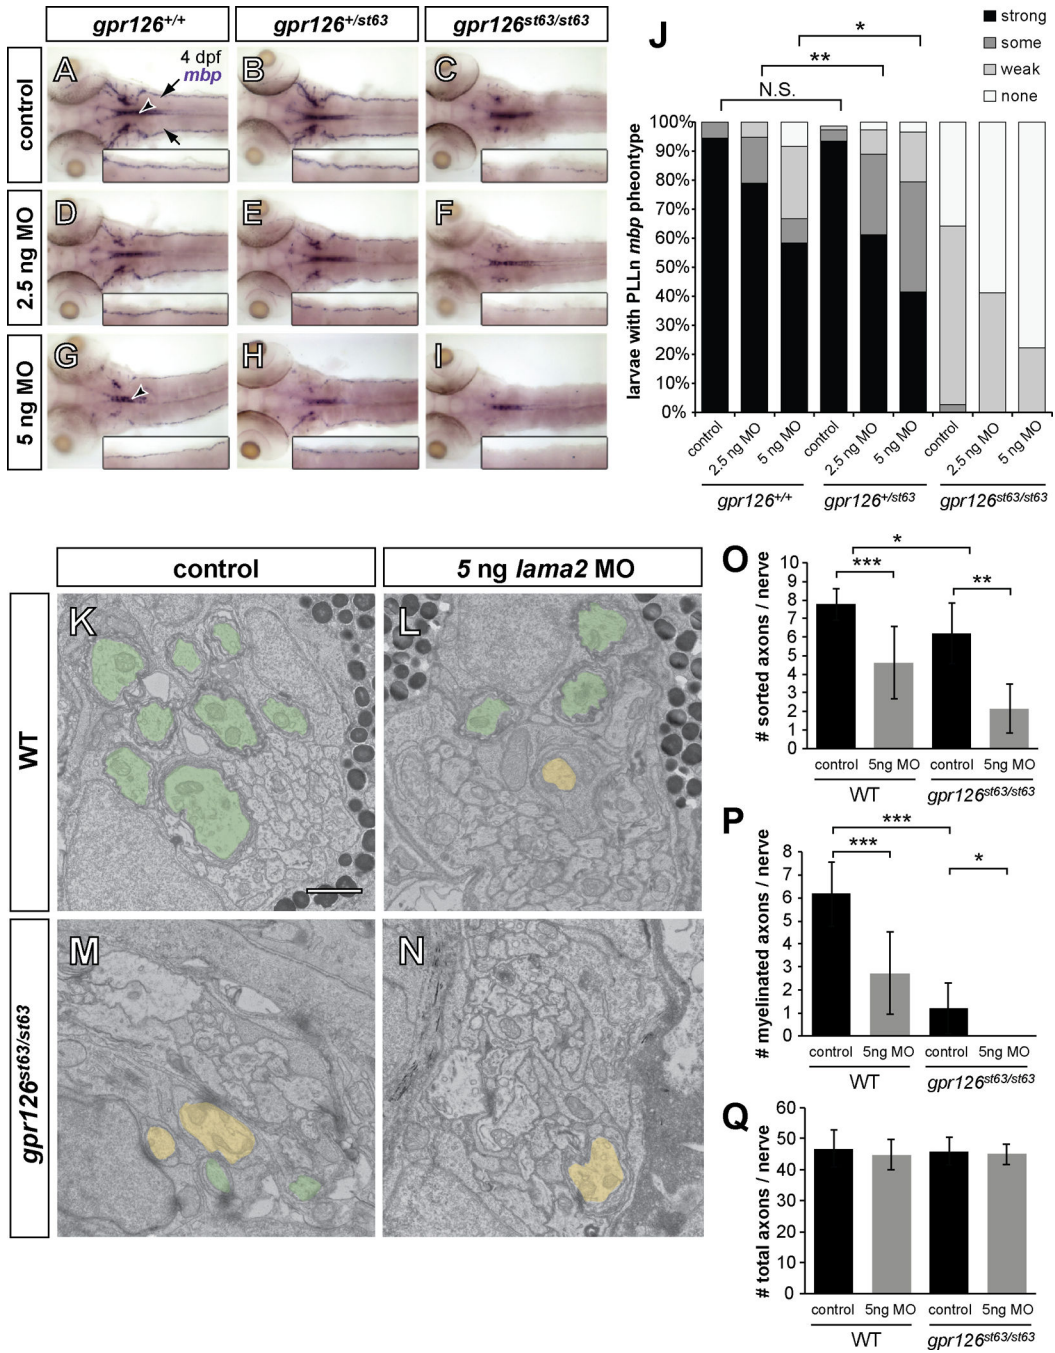 gpr126+/+
gpr126+/st63
gpr126st63/st63
control
A
4 dpf
mbp
B
C
2.5 ng MO
D
E
F
5 ng MO
G
H
I
J
strong
some
weak
none
*
**
N.S.
larvae with PLLn mbp pheontype
100%
90%
80%
70%
60%
50%
40%
30%
20%
10%
0%
control
2.5 ng MO
5 ng MO
control
2.5 ng MO
5 ng MO
control
2.5 ng MO
5 ng MO
gpr126+/+
gpr126+/st63
gpr126st63/st63
control
5 ng lama2 MO
WT
K
L
gpr126st63/st63
M
N
O
# sorted axons / nerve
10
9
8
7
6
5
4
3
2
1
0
*
***
**
control
5ng MO
control
5ng MO
WT
gpr126st63/st63
P
# myelinated axons / nerve
8
7
6
5
4
3
2
1
0
***
***
*
control
5ng MO
control
5ng MO
WT
gpr126st63/st63
Q
# total axons / nerve
60
50
40
30
20
10
0
control
5ng MO
control
5ng MO
WT
gpr126st63/st63